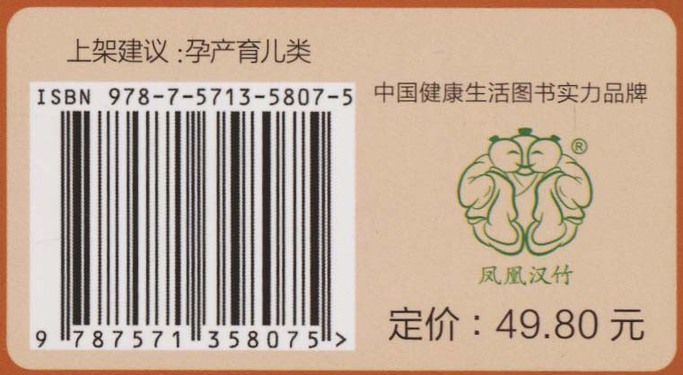 上架建议:孕产育儿类
ISBN 978-7-5713-5807-5
9 787571 358075>
中国健康生活图书实力品牌
®
凤凰汉竹
定价：49.80 元